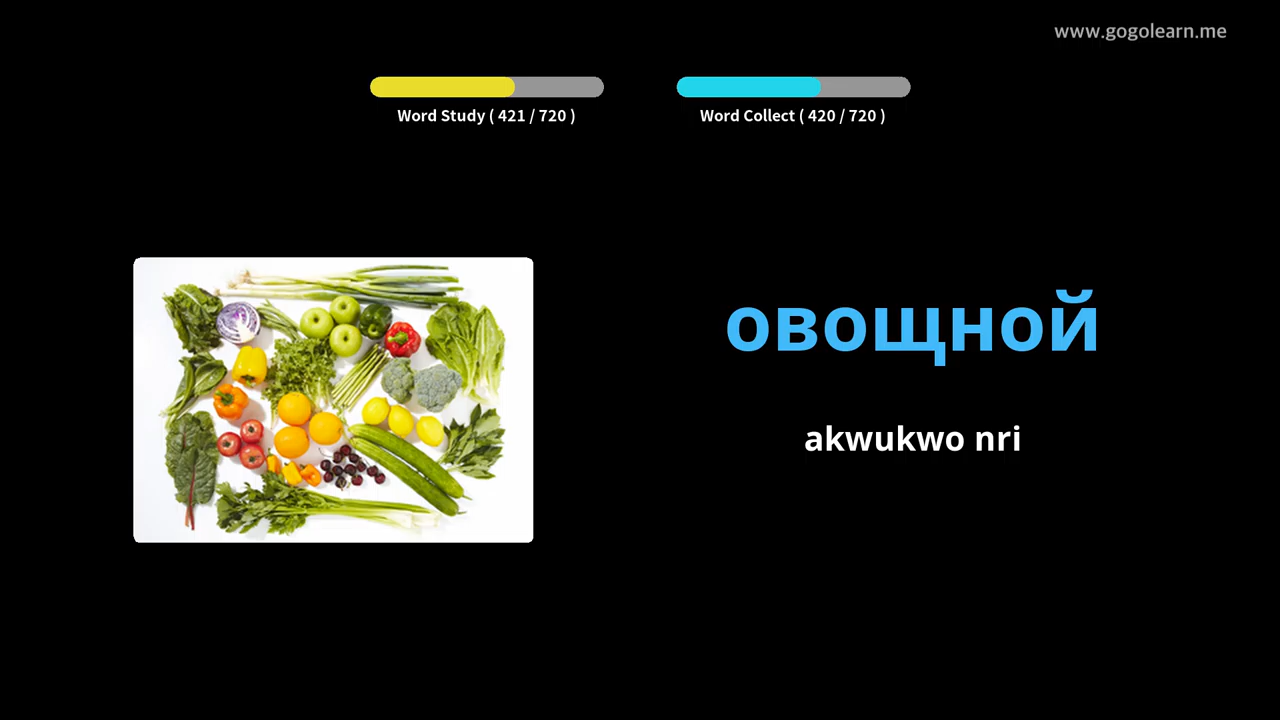 www.gogolearn.me
Word Study ( 421 / 720 )
Word Collect ( 420 / 720 )
овощной
akwukwo nri